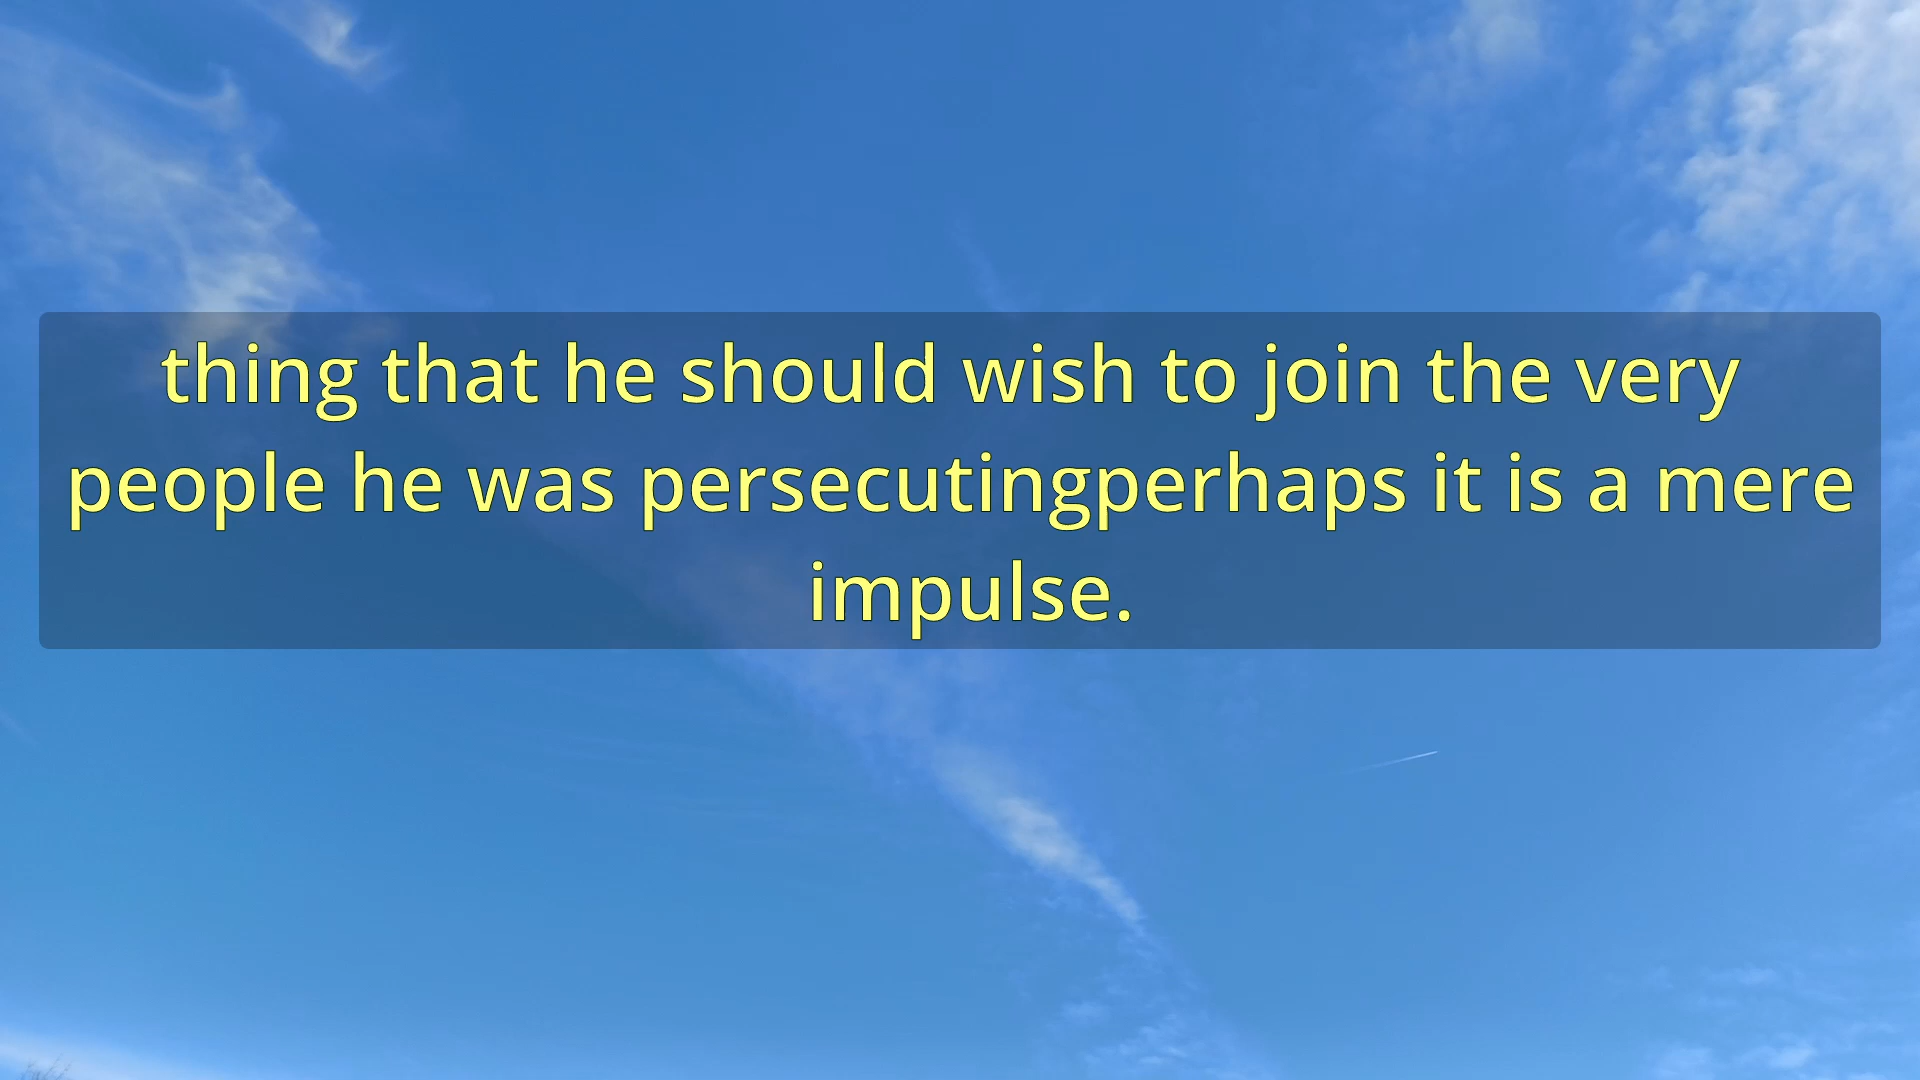 thing that he should wish to join the very
people he was persecutingperhaps it is a mere
impulse.